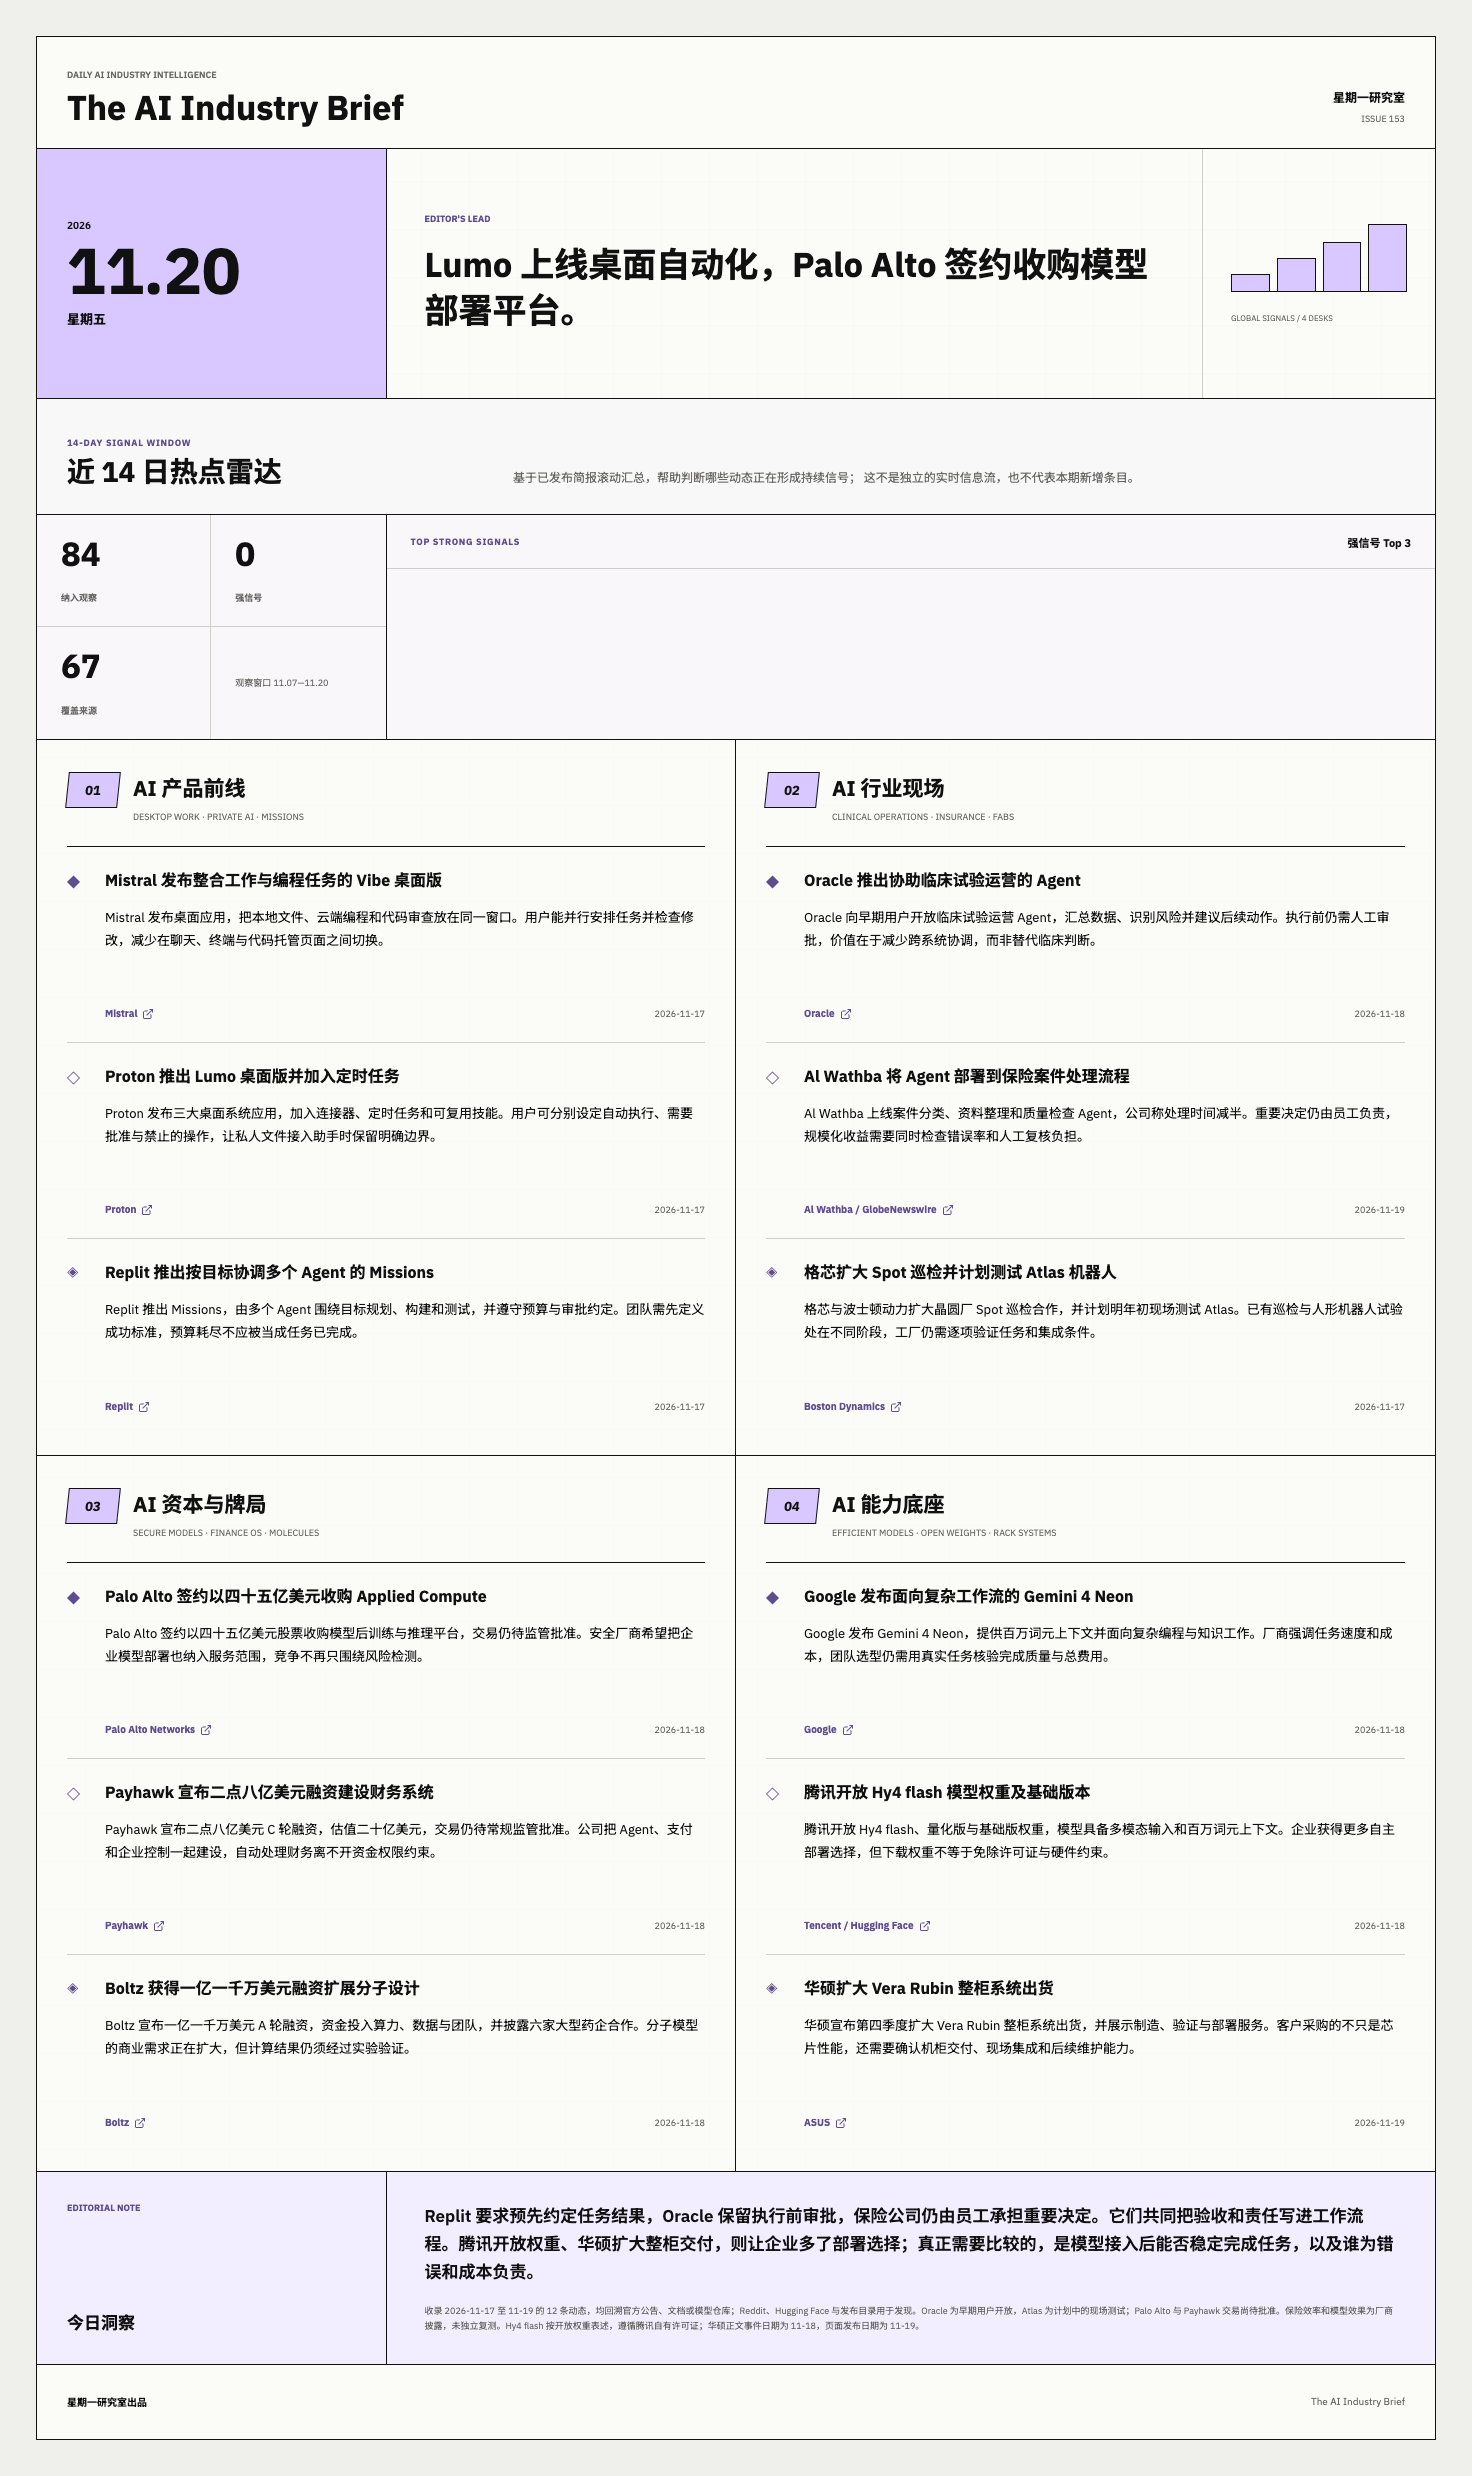 DAILY AI INDUSTRY INTELLIGENCE
The AI Industry Brief
星期一研究室
ISSUE 153
2026
11.20
星期五
EDITOR'S LEAD
Lumo 上线桌面自动化，Palo Alto 签约收购模型
部署平台。
GLOBAL SIGNALS / 4 DESKS
14-DAY SIGNAL WINDOW
近 14 日热点雷达
基于已发布简报滚动汇总，帮助判断哪些动态正在形成持续信号； 这不是独立的实时信息流，也不代表本期新增条目。
84
纳入观察
0
强信号
67
覆盖来源
观察窗口 11.07—11.20
TOP STRONG SIGNALS
强信号 Top 3
01
AI 产品前线
DESKTOP WORK · PRIVATE AI · MISSIONS
Mistral 发布整合工作与编程任务的 Vibe 桌面版
Mistral 发布桌面应用，把本地文件、云端编程和代码审查放在同一窗口。用户能并行安排任务并检查修
改，减少在聊天、终端与代码托管页面之间切换。
Mistral
2026-11-17
Proton 推出 Lumo 桌面版并加入定时任务
Proton 发布三大桌面系统应用，加入连接器、定时任务和可复用技能。用户可分别设定自动执行、需要
批准与禁止的操作，让私人文件接入助手时保留明确边界。
Proton
2026-11-17
Replit 推出按目标协调多个 Agent 的 Missions
Replit 推出 Missions，由多个 Agent 围绕目标规划、构建和测试，并遵守预算与审批约定。团队需先定义
成功标准，预算耗尽不应被当成任务已完成。
Replit
2026-11-17
02
AI 行业现场
CLINICAL OPERATIONS · INSURANCE · FABS
Oracle 推出协助临床试验运营的 Agent
Oracle 向早期用户开放临床试验运营 Agent，汇总数据、识别风险并建议后续动作。执行前仍需人工审
批，价值在于减少跨系统协调，而非替代临床判断。
Oracle
2026-11-18
Al Wathba 将 Agent 部署到保险案件处理流程
Al Wathba 上线案件分类、资料整理和质量检查 Agent，公司称处理时间减半。重要决定仍由员工负责，
规模化收益需要同时检查错误率和人工复核负担。
Al Wathba / GlobeNewswire
2026-11-19
格芯扩大 Spot 巡检并计划测试 Atlas 机器人
格芯与波士顿动力扩大晶圆厂 Spot 巡检合作，并计划明年初现场测试 Atlas。已有巡检与人形机器人试验
处在不同阶段，工厂仍需逐项验证任务和集成条件。
Boston Dynamics
2026-11-17
03
AI 资本与牌局
SECURE MODELS · FINANCE OS · MOLECULES
Palo Alto 签约以四十五亿美元收购 Applied Compute
Palo Alto 签约以四十五亿美元股票收购模型后训练与推理平台，交易仍待监管批准。安全厂商希望把企
业模型部署也纳入服务范围，竞争不再只围绕风险检测。
Palo Alto Networks
2026-11-18
Payhawk 宣布二点八亿美元融资建设财务系统
Payhawk 宣布二点八亿美元 C 轮融资，估值二十亿美元，交易仍待常规监管批准。公司把 Agent、支付
和企业控制一起建设，自动处理财务离不开资金权限约束。
Payhawk
2026-11-18
Boltz 获得一亿一千万美元融资扩展分子设计
Boltz 宣布一亿一千万美元 A 轮融资，资金投入算力、数据与团队，并披露六家大型药企合作。分子模型
的商业需求正在扩大，但计算结果仍须经过实验验证。
Boltz
2026-11-18
04
AI 能力底座
EFFICIENT MODELS · OPEN WEIGHTS · RACK SYSTEMS
Google 发布面向复杂工作流的 Gemini 4 Neon
Google 发布 Gemini 4 Neon，提供百万词元上下文并面向复杂编程与知识工作。厂商强调任务速度和成
本，团队选型仍需用真实任务核验完成质量与总费用。
Google
2026-11-18
腾讯开放 Hy4 flash 模型权重及基础版本
腾讯开放 Hy4 flash、量化版与基础版权重，模型具备多模态输入和百万词元上下文。企业获得更多自主
部署选择，但下载权重不等于免除许可证与硬件约束。
Tencent / Hugging Face
2026-11-18
华硕扩大 Vera Rubin 整柜系统出货
华硕宣布第四季度扩大 Vera Rubin 整柜系统出货，并展示制造、验证与部署服务。客户采购的不只是芯
片性能，还需要确认机柜交付、现场集成和后续维护能力。
ASUS
2026-11-19
EDITORIAL NOTE
今日洞察
Replit 要求预先约定任务结果，Oracle 保留执行前审批，保险公司仍由员工承担重要决定。它们共同把验收和责任写进工作流
程。腾讯开放权重、华硕扩大整柜交付，则让企业多了部署选择；真正需要比较的，是模型接入后能否稳定完成任务，以及谁为错
误和成本负责。
收录 2026-11-17 至 11-19 的 12 条动态，均回溯官方公告、文档或模型仓库；Reddit、Hugging Face 与发布目录用于发现。Oracle 为早期用户开放，Atlas 为计划中的现场测试；Palo Alto 与 Payhawk 交易尚待批准。保险效率和模型效果为厂商
披露，未独立复测。Hy4 flash 按开放权重表述，遵循腾讯自有许可证；华硕正文事件日期为 11-18，页面发布日期为 11-19。
星期一研究室出品
The AI Industry Brief